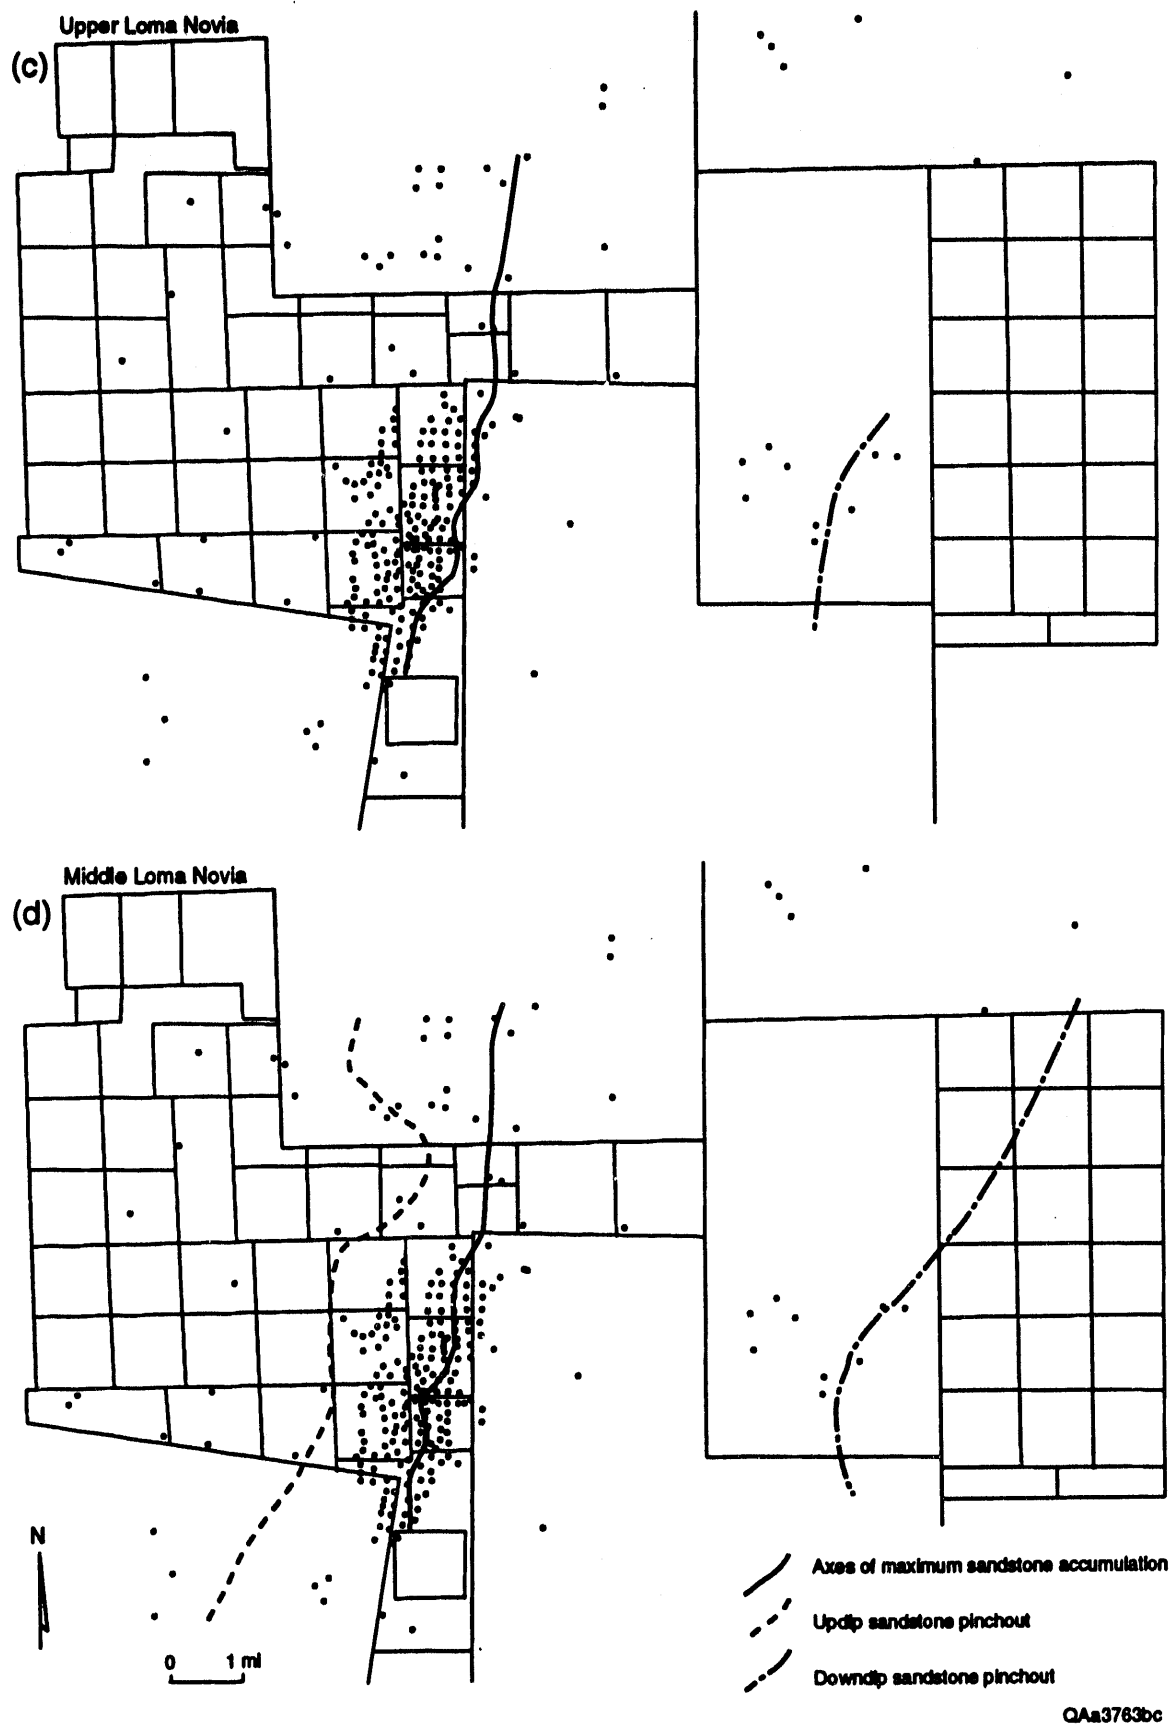 Upper Loma Novia
(c)
Middle Loma Novia
(d)
N
0 1 mi
Axes of maximum sandstone accumulation
Updip sandstone pinchout
Downdip sandstone pinchout
QAa3763bc